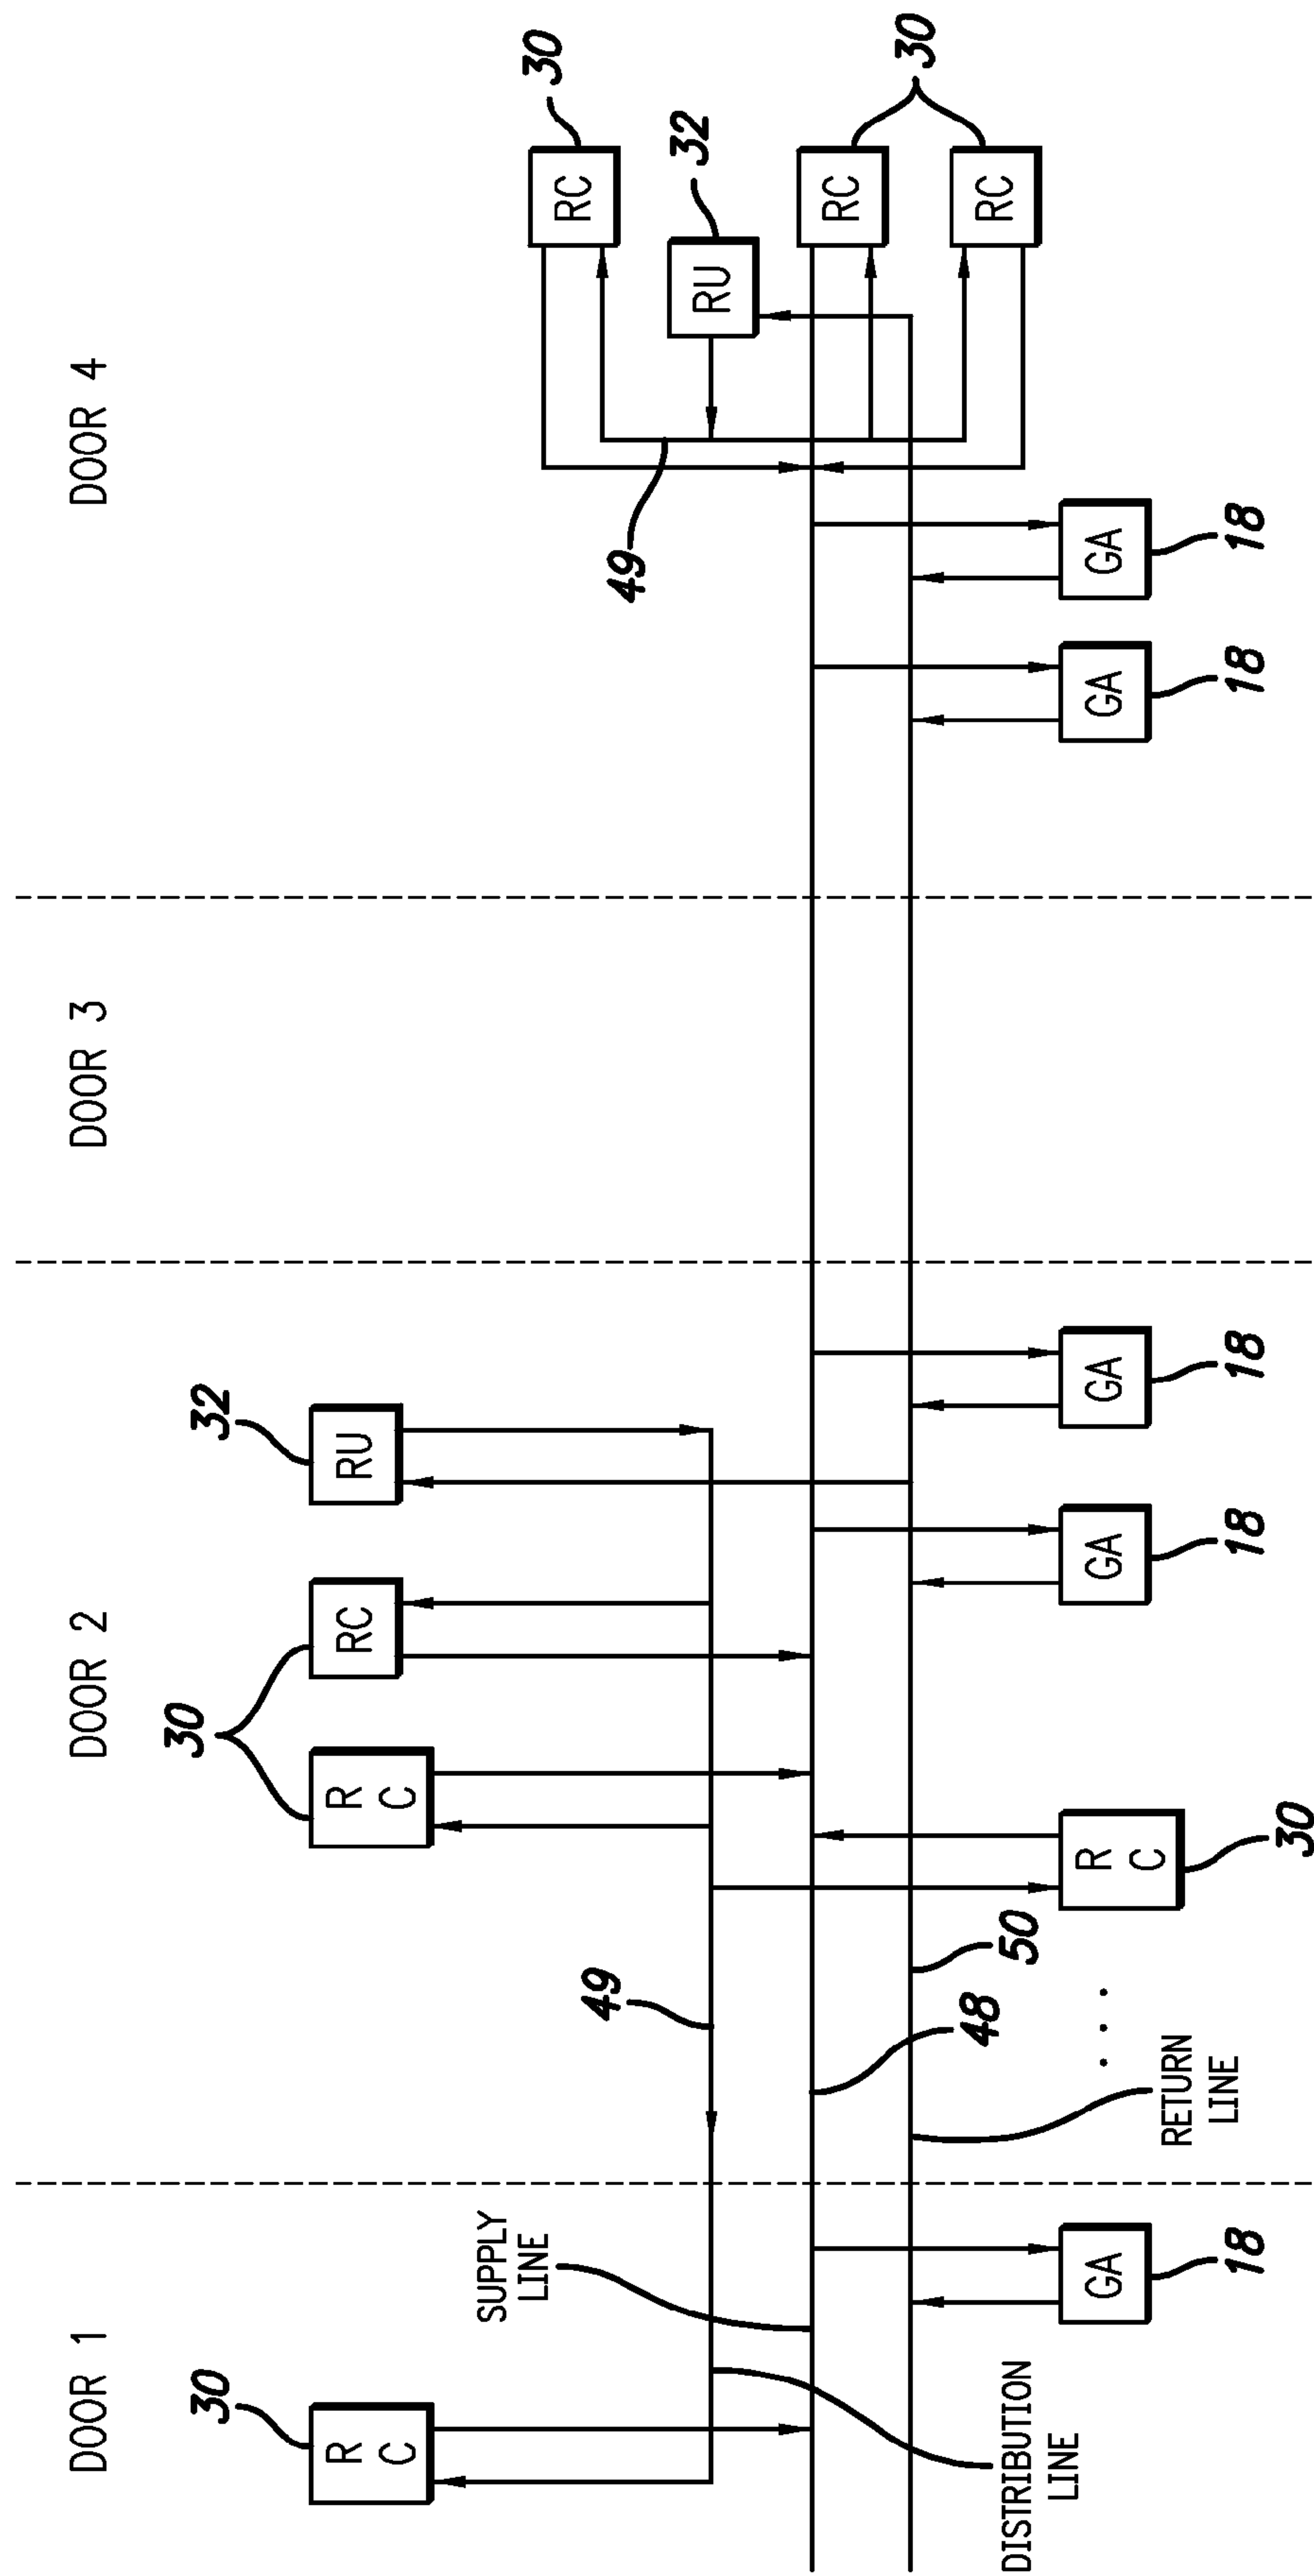 DOOR 1
DOOR 2
DOOR 3
DOOR 4
30
R
C
30
R
C
RC
32
RU
30
RC
32
RU
30
RC
RC
49
49
SUPPLY
LINE
DISTRIBUTION
LINE
48
50
RETURN
LINE
. . .
GA
18
R
C
30
GA
18
GA
18
GA
18
GA
18